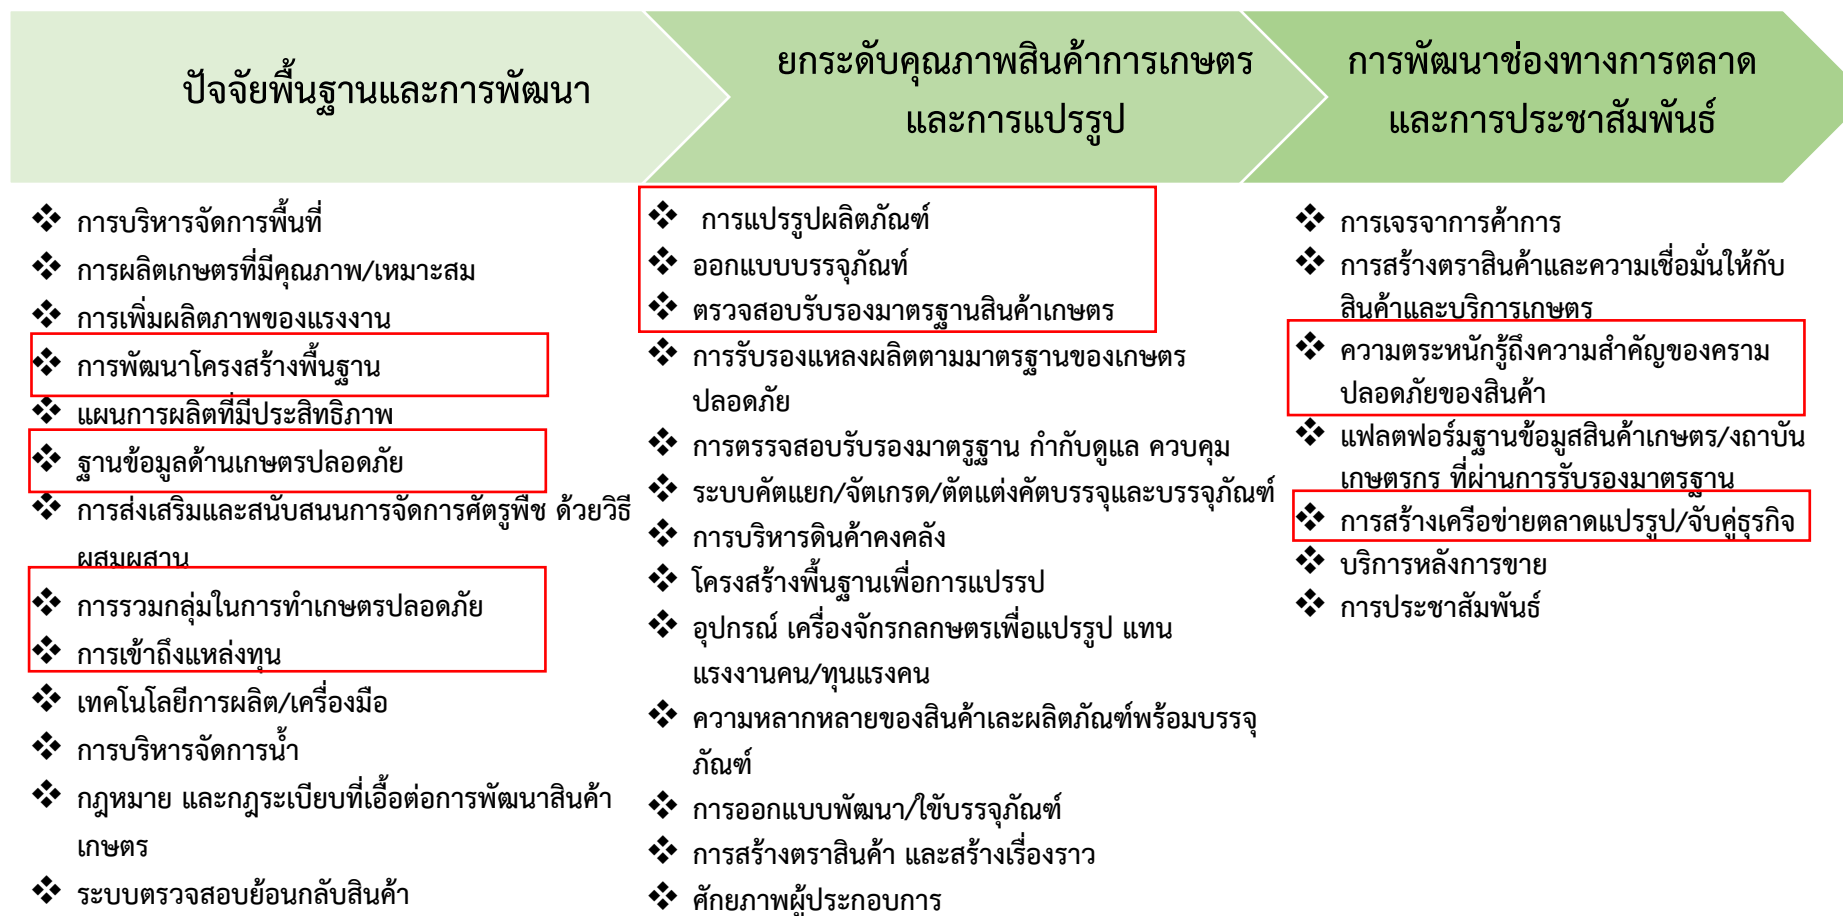 ปัจจัยพื้นฐานและการพัฒนา
ยกระดับคุณภาพสินค้าการเกษตร
และการแปรรูป
การพัฒนาช่องทางการตลาด
และการประชาสัมพันธ์
❖ การบริหารจัดการพื้นที่
❖ การผลิตเกษตรที่มีคุณภาพ/เหมาะสม
❖ การเพิ่มผลิตภาพของแรงงาน
❖ การพัฒนาโครงสร้างพื้นฐาน
❖ แผนการผลิตที่มีประสิทธิภาพ
❖ ฐานข้อมูลด้านเกษตรปลอดภัย
❖ การส่งเสริมและสนับสนนการจัดการศัตรูพืช ด้วยวิธี
ผสมผสาน
❖ การรวมกลุ่มในการทำเกษตรปลอดภัย
❖ การเข้าถึงแหล่งทุน
❖ เทคโนโลยีการผลิต/เครื่องมือ
❖ การบริหารจัดการน้ำ
❖ กฎหมาย และกฎระเบียบที่เอื้อต่อการพัฒนาสินค้า
เกษตร
❖ ระบบตรวจสอบย้อนกลับสินค้า
❖ การแปรรูปผลิตภัณฑ์
❖ ออกแบบบรรจุภัณฑ์
❖ ตรวจสอบรับรองมาตรฐานสินค้าเกษตร
❖ การรับรองแหลงผลิตตามมาตรฐานของเกษตร
ปลอดภัย
❖ การตรรจสอบรับรองมาตรูฐาน กำกับดูแล ควบคุม
❖ ระบบคัตแยก/จัตเกรด/ตัตแต่งคัตบรรจุและบรรจุภัณฑ์
❖ การบริหารดินค้าคงคลัง
❖ โครงสร้างพื้นฐานเพื่อการแปรรป
❖ อุปกรณ์ เครื่องจักรกลกษตรเพื่อแปรรูป แทน
แรงงานคน/ทุนแรงคน
❖ ความหลากหลายของสินค้าเละผลิตภัณฑ์พร้อมบรรจุ
ภัณฑ์
❖ การออกแบบพัฒนา/ใขับรรจุภัณฑ์
❖ การสร้างตราสินค้า และสร้างเรื่องราว
❖ ศักยภาพผู้ประกอบการ
❖ การเจรจาการค้าการ
❖ การสร้างตราสินค้าและความเชื่อมั่นให้กับ
สินค้าและบริการเกษตร
❖ ความตระหนักรู้ถึงความสำคัญของคราม
ปลอดภัยของสินค้า
❖ แฟลตฟอร์มฐานข้อมูสสินค้าเกษตร/งถาบัน
เกษตรกร ที่ผ่านการรับรองมาตรฐาน
❖ การสร้างเครือข่ายตลาดแปรรูป/จับคู่ธุรกิจ
❖ บริการหลังการขาย
❖ การประชาสัมพันธ์